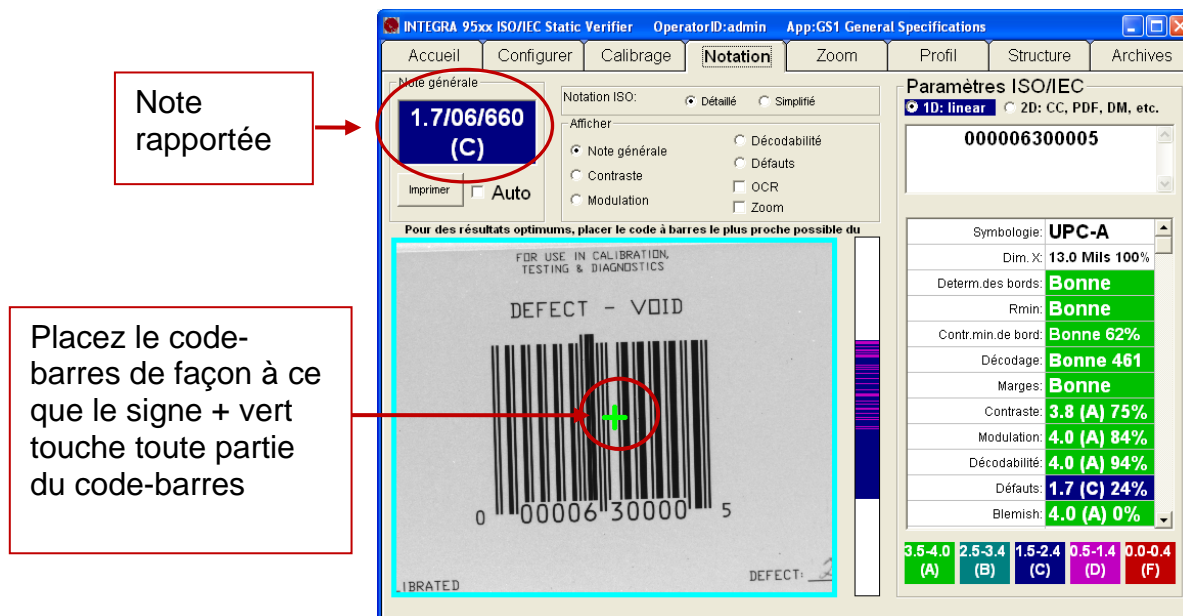 INTEGRA 95xx ISO/IEC Static Verifier OperatorID:admin App:GS1 General Specifications
Accueil Configurer Calibrage Notation Zoom Profil Structure Archives
Note
rapportée
Note générale
1.7/06/660
(C)
Imprimer
Auto
Notation ISO: Détaillé Simplifié
Afficher
Note générale
Contraste
Modulation
Décodabilité
Défauts
OCR
Zoom
Paramètres ISO/IEC
1D: linear 2D: CC, PDF, DM, etc.
000006300005
Pour des résultats optimums, placer le code à barres le plus proche possible du
Placez le code-
barres de façon à ce
que le signe + vert
touche toute partie
du code-barres
FOR USE IN CALIBRATION,
TESTING & DIAGNOSTICS
DEFECT - VOID
+
0 00006 30000 5
LIBRATED
DEFECT: 2
Symbologie: UPC-A
Dim. X: 13.0 Mils 100%
Determ.des bords: Bonne
Rmin: Bonne
Contr.min.de bord: Bonne 62%
Décodage: Bonne 461
Marges: Bonne
Contraste: 3.8 (A) 75%
Modulation: 4.0 (A) 84%
Décodabilité: 4.0 (A) 94%
Défauts: 1.7 (C) 24%
Blemish: 4.0 (A) 0%
3.5-4.0 2.5-3.4 1.5-2.4 0.5-1.4 0.0-0.4
(A) (B) (C) (D) (F)